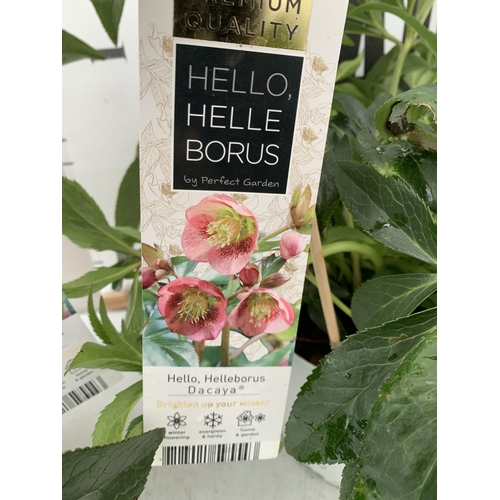 PREMIUM
QUALITY
HELLO,
HELLE
BORUS
by Perfect Garden
Hello, Helleborus
Dacaya®
Brighten up your winter
winter
flowering
evergreen
& hardy
home
& garden